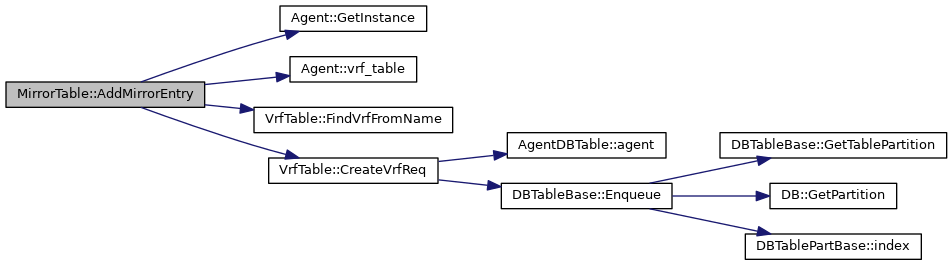 Agent::GetInstance
Agent::vrf_table
MirrorTable::AddMirrorEntry
VrfTable::FindVrfFromName
VrfTable::CreateVrfReq
AgentDBTable::agent
DBTableBase::Enqueue
DBTableBase::GetTablePartition
DB::GetPartition
DBTablePartBase::index